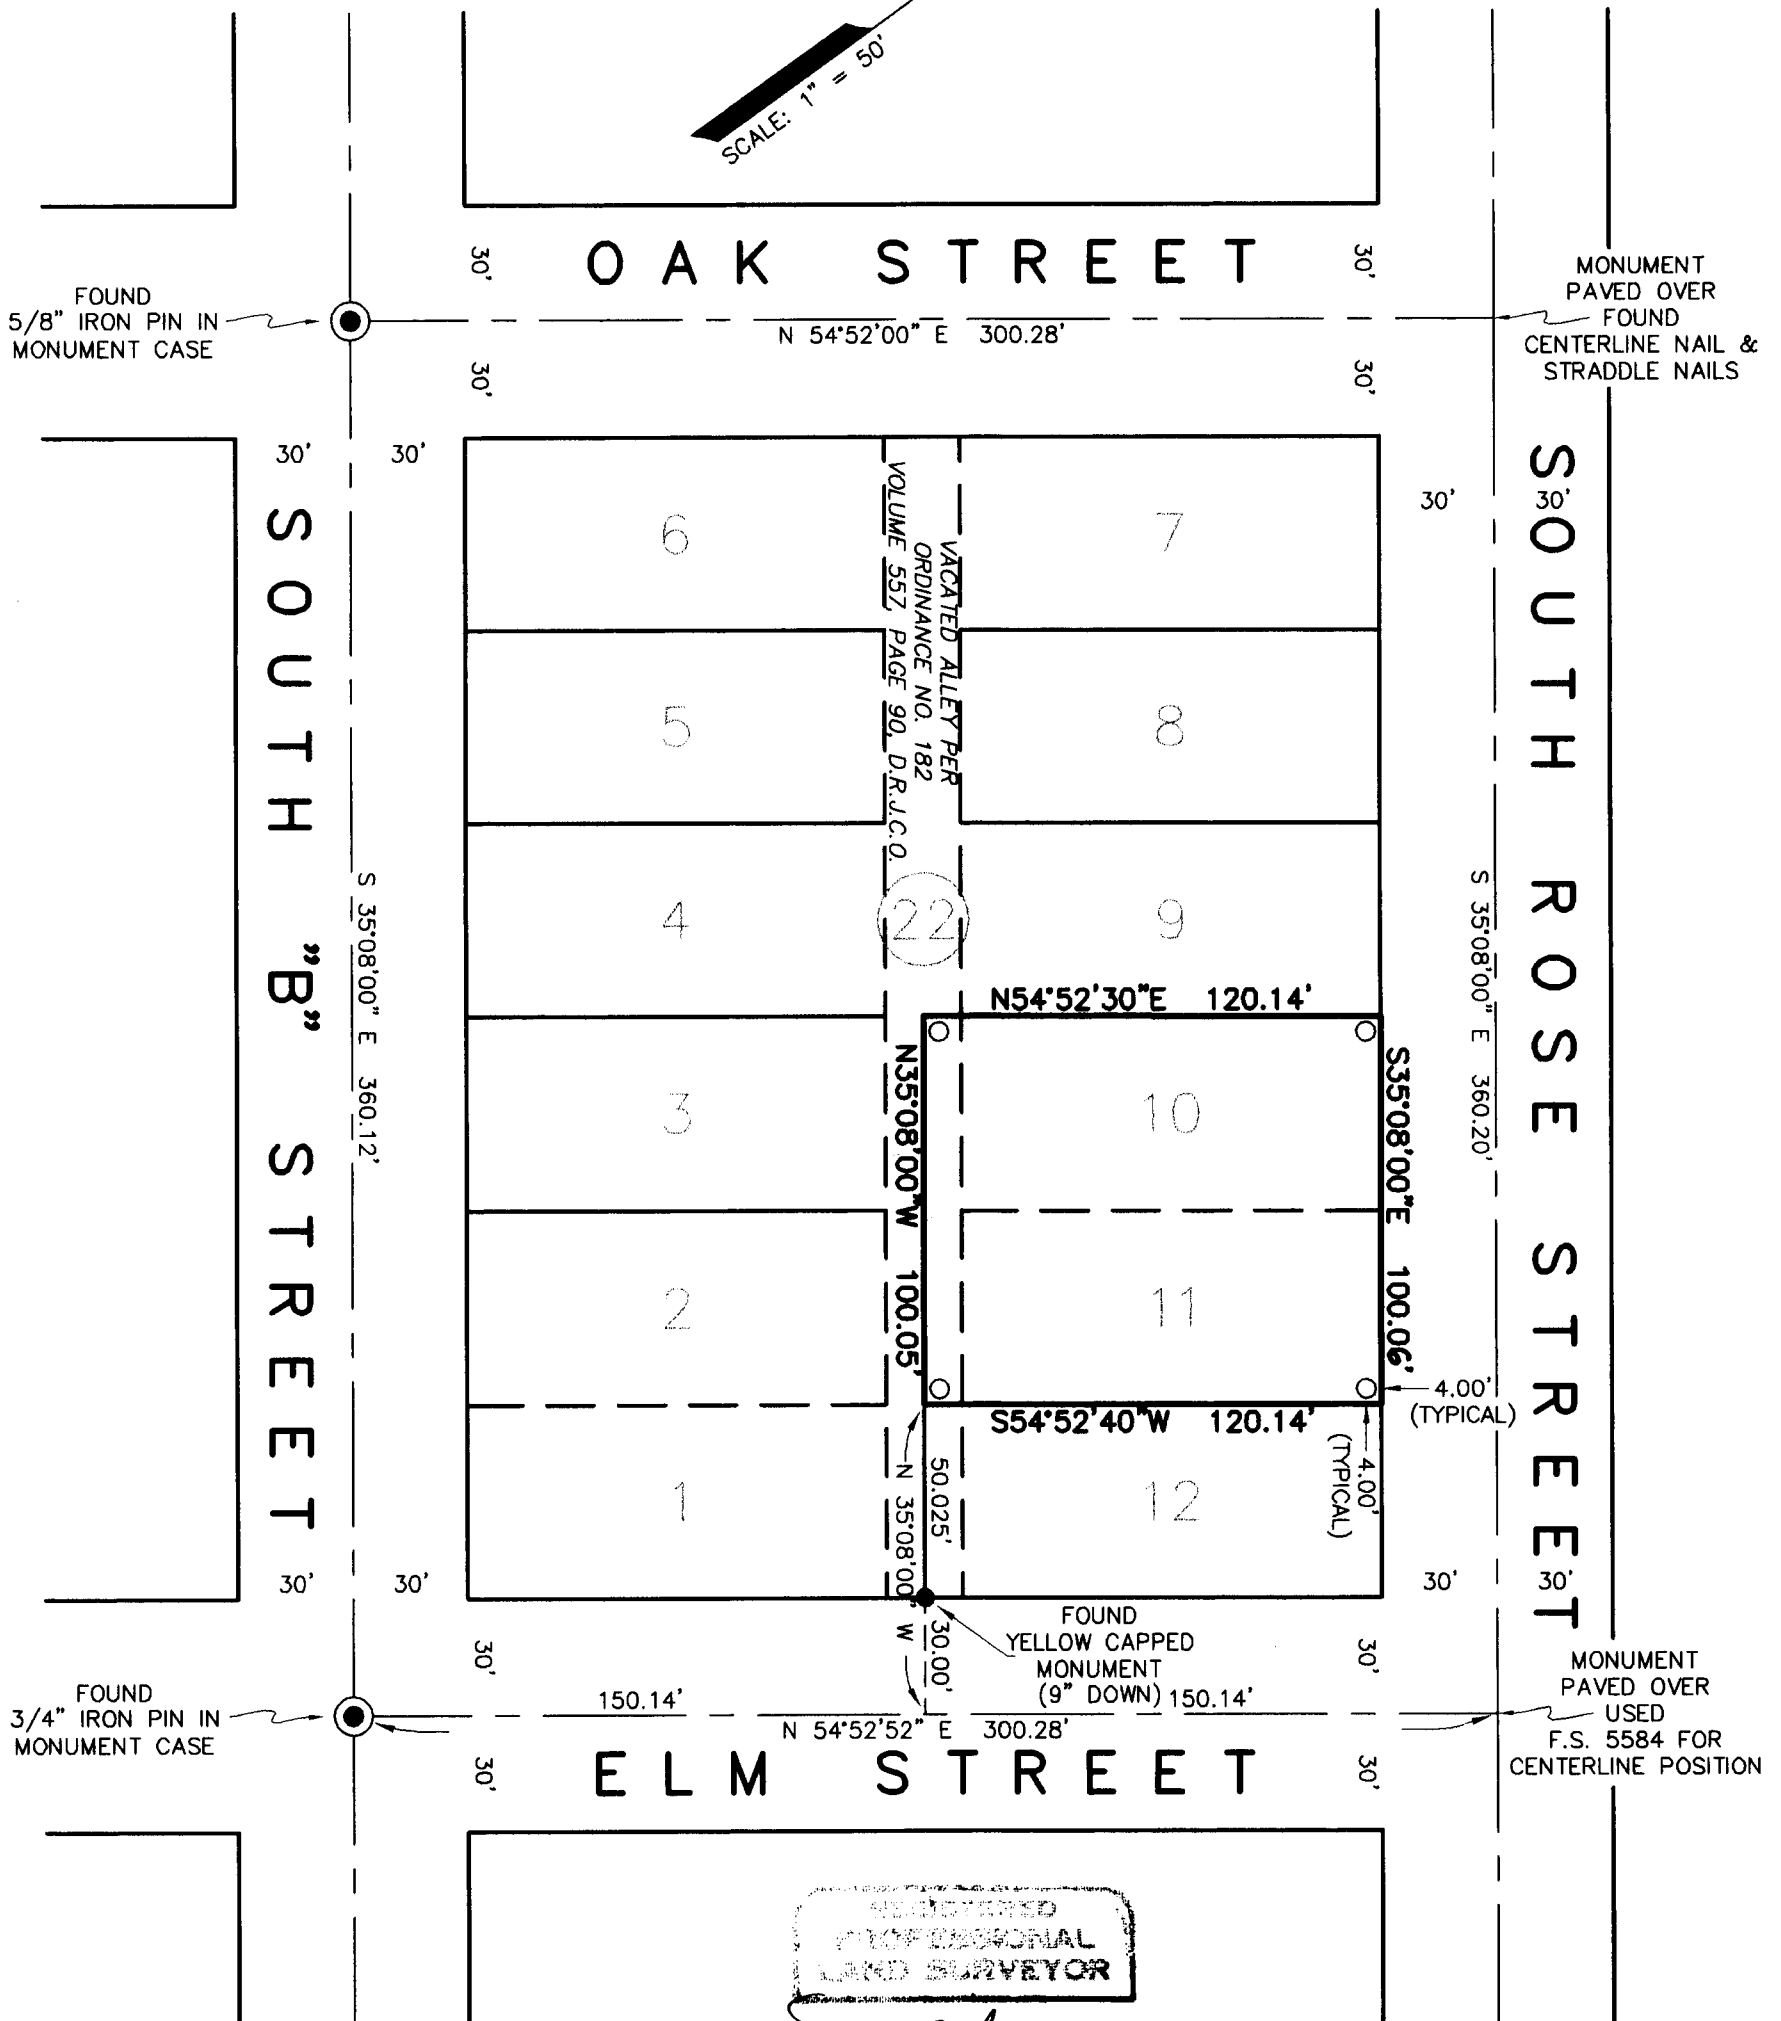 SCALE: 1" = 50'
30'
OAK STREET
30'
FOUND
5/8" IRON PIN IN
MONUMENT CASE
N 54°52'00" E 300.28'
MONUMENT
PAVED OVER
FOUND
CENTERLINE NAIL &
STRADDLE NAILS
30'
30'
30'
30'
30'
30'
SOUTH "B" STREET
S 35°08'00" E 360.12'
6
7
VACATED ALLEY PER
ORDINANCE NO. 182
VOLUME 557, PAGE 90, D.R.J.C.O.
5
8
4
22
9
S 35°08'00" E 360.20'
SOUTH ROSE STREET
N54°52'30"E 120.14'
N35°08'00"W 100.05'
S35°08'00"E 100.06'
3
10
2
11
S54°52'40"W 120.14'
4.00'
(TYPICAL)
4.00'
(TYPICAL)
1
12
50.025'
N 35°08'00" W
30.00'
30'
30'
30'
30'
FOUND
YELLOW CAPPED
MONUMENT
(9" DOWN)
30'
30'
FOUND
3/4" IRON PIN IN
MONUMENT CASE
150.14'
150.14'
N 54°52'52" E 300.28'
MONUMENT
PAVED OVER
USED
F.S. 5584 FOR
CENTERLINE POSITION
30'
ELM STREET
30'
REGISTERED
PROFESSIONAL
LAND SURVEYOR